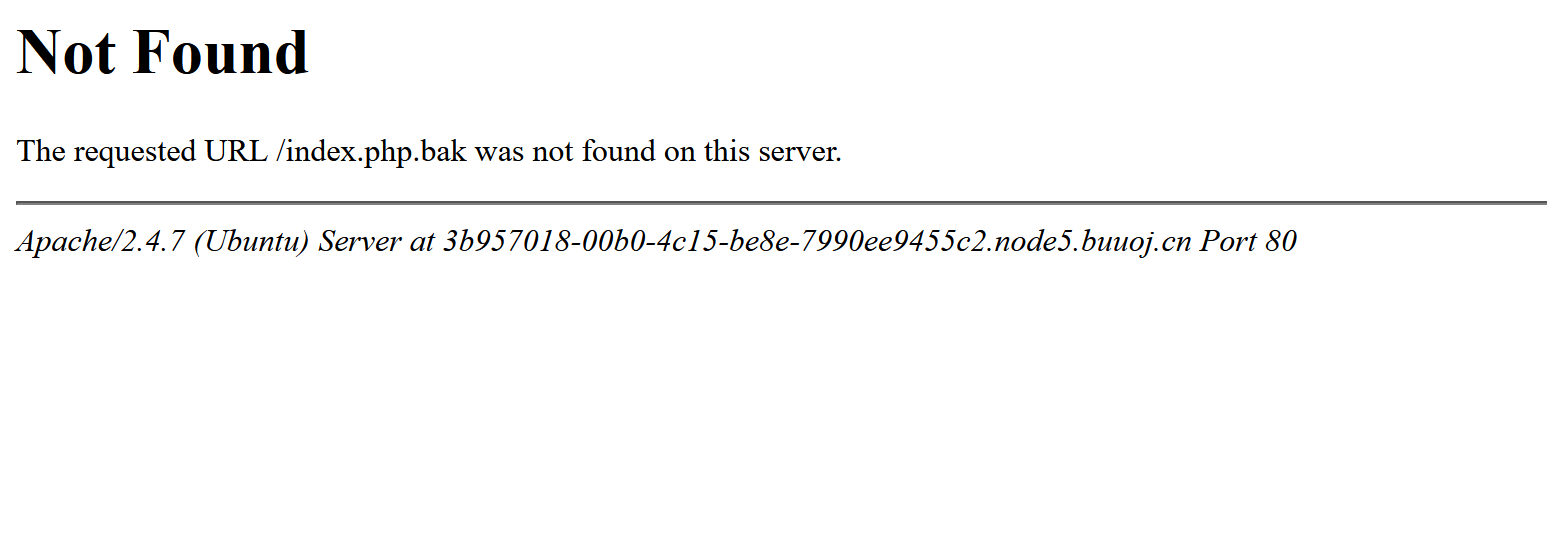 Not Found
The requested URL /index.php.bak was not found on this server.
Apache/2.4.7 (Ubuntu) Server at 3b957018-00b0-4c15-be8e-7990ee9455c2.node5.buuoj.cn Port 80